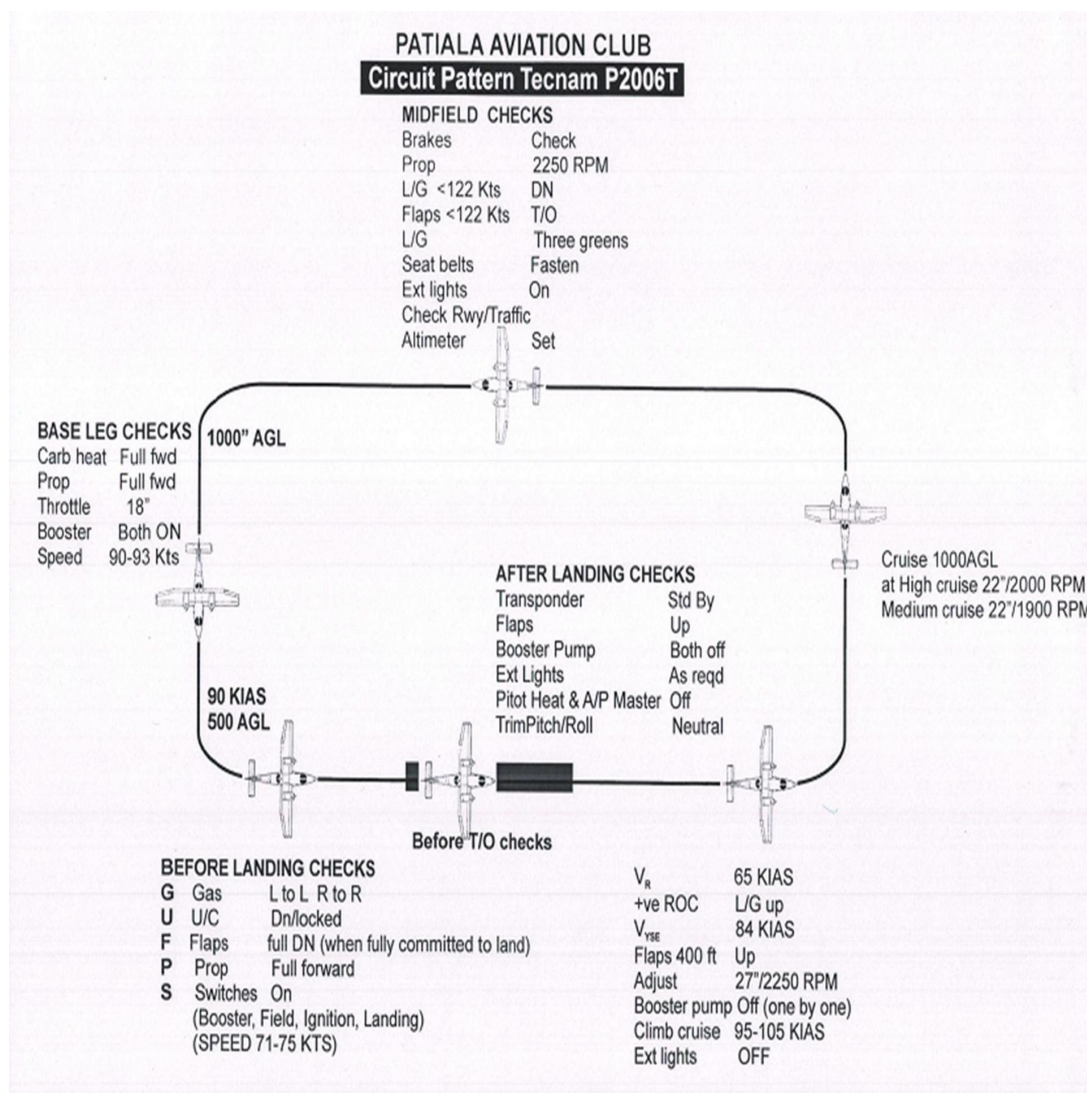 PATIALA AVIATION CLUB
Circuit Pattern Tecnam P2006T
MIDFIELD CHECKS
Brakes Check
Prop 2250 RPM
L/G <122 Kts DN
Flaps <122 Kts T/O
L/G Three greens
Seat belts Fasten
Ext lights On
Check Rwy/Traffic
Altimeter Set
BASE LEG CHECKS
Carb heat Full fwd
Prop Full fwd
Throttle 18”
Booster Both ON
Speed 90-93 Kts
1000” AGL
Cruise 1000AGL
at High cruise 22”/2000 RPM
Medium cruise 22”/1900 RPM
AFTER LANDING CHECKS
Transponder Std By
Flaps Up
Booster Pump Both off
Ext Lights As reqd
Pitot Heat & A/P Master Off
TrimPitch/Roll Neutral
90 KIAS
500 AGL
Before T/O checks
BEFORE LANDING CHECKS
G Gas L to L R to R
U U/C Dn/locked
F Flaps full DN (when fully committed to land)
P Prop Full forward
S Switches On
(Booster, Field, Ignition, Landing)
(SPEED 71-75 KTS)
VR 65 KIAS
+ve ROC L/G up
VYSE 84 KIAS
Flaps 400 ft Up
Adjust 27”/2250 RPM
Booster pump Off (one by one)
Climb cruise 95-105 KIAS
Ext lights OFF